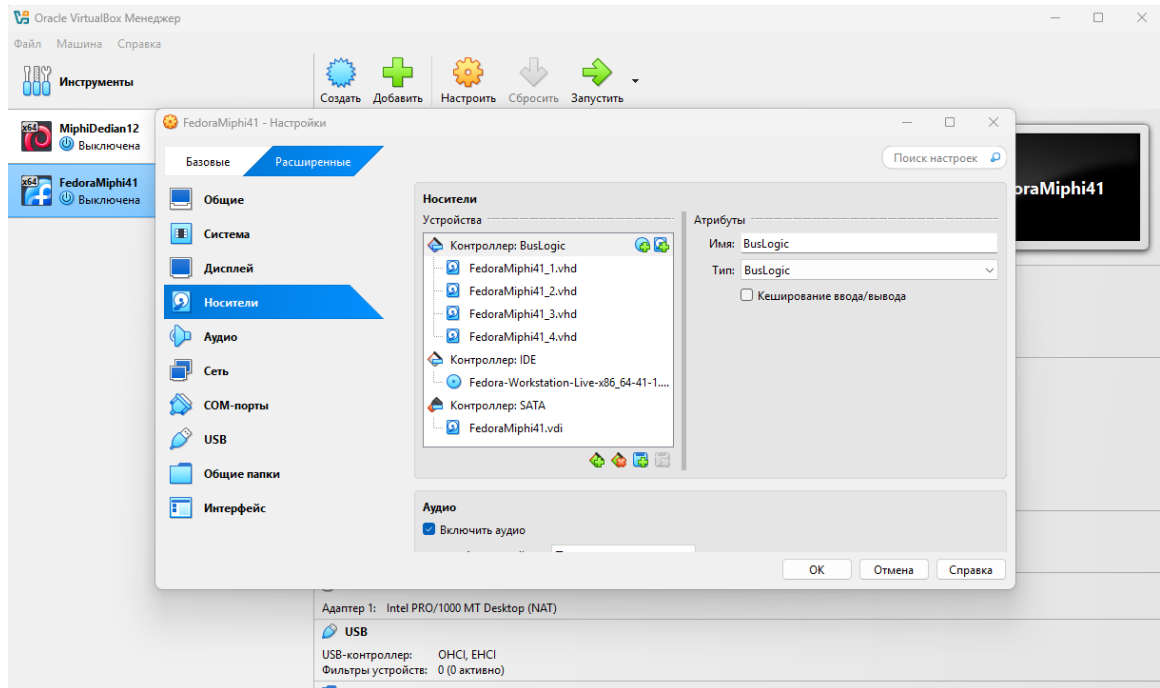 Oracle VirtualBox Менеджер
Файл Машина Справка
Инструменты
Создать Добавить Настроить Сбросить Запустить
x64 MiphiDedian12
Выключена
x64 FedoraMiphi41
Выключена
oraMiphi41
FedoraMiphi41 - Настройки
Базовые Расширенные
Поиск настроек
Общие
Система
Дисплей
Носители
Аудио
Сеть
COM-порты
USB
Общие папки
Интерфейс
Носители
Устройства
Контроллер: BusLogic
FedoraMiphi41_1.vhd
FedoraMiphi41_2.vhd
FedoraMiphi41_3.vhd
FedoraMiphi41_4.vhd
Контроллер: IDE
Fedora-Workstation-Live-x86_64-41-1....
Контроллер: SATA
FedoraMiphi41.vdi
Атрибуты
Имя: BusLogic
Тип: BusLogic
Кеширование ввода/вывода
Аудио
Включить аудио
OK Отмена Справка
Адаптер 1: Intel PRO/1000 MT Desktop (NAT)
USB
USB-контроллер: OHCI, EHCI
Фильтры устройств: 0 (0 активно)